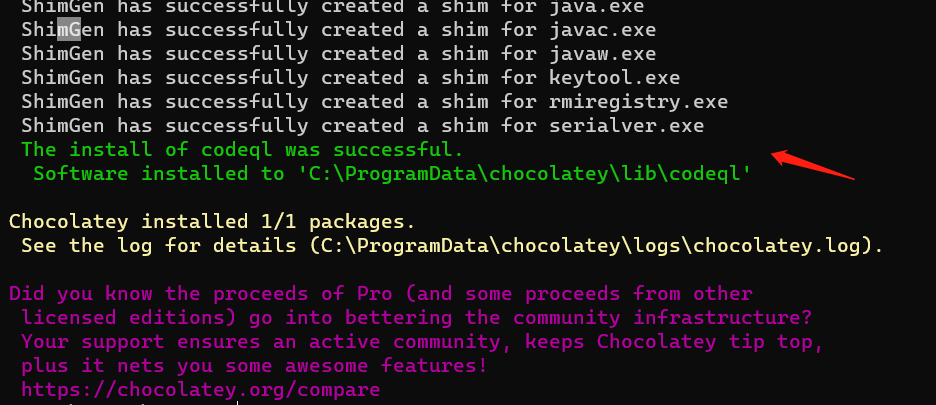 ShimGen has successfully created a shim for java.exe
ShimGen has successfully created a shim for javac.exe
ShimGen has successfully created a shim for javaw.exe
ShimGen has successfully created a shim for keytool.exe
ShimGen has successfully created a shim for rmiregistry.exe
ShimGen has successfully created a shim for serialver.exe
The install of codeql was successful.
Software installed to 'C:\ProgramData\chocolatey\lib\codeql'
Chocolatey installed 1/1 packages.
See the log for details (C:\ProgramData\chocolatey\logs\chocolatey.log).
Did you know the proceeds of Pro (and some proceeds from other
licensed editions) go into bettering the community infrastructure?
Your support ensures an active community, keeps Chocolatey tip top,
plus it nets you some awesome features!
https://chocolatey.org/compare